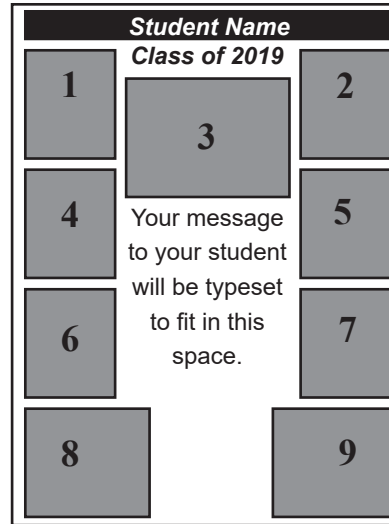 Student Name
Class of 2019
1
2
3
4
5
Your message
to your student
will be typeset
to fit in this
space.
6
7
8
9